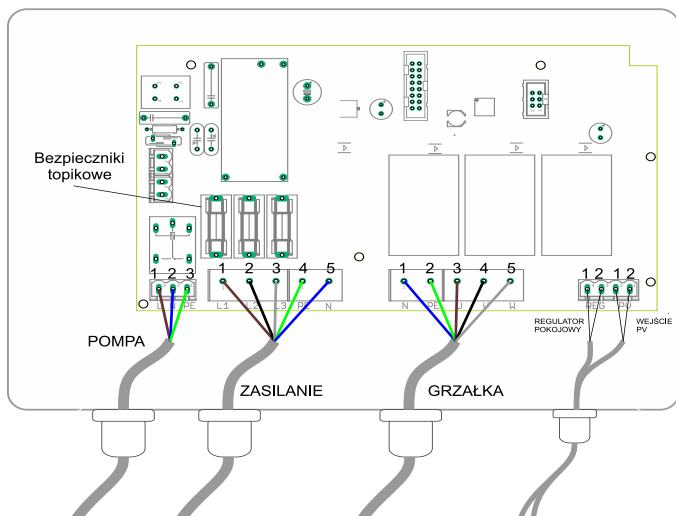 Bezpieczniki
topikowe
1 2 3
1 2 3 4 5
1 2 3 4 5
1 2 1 2
L N PE
L1 L2 L3 PE N
N PE U V W
REG PV
POMPA
ZASILANIE
GRZAŁKA
REGULATOR
POKOJOWY
WEJŚCIE
PV